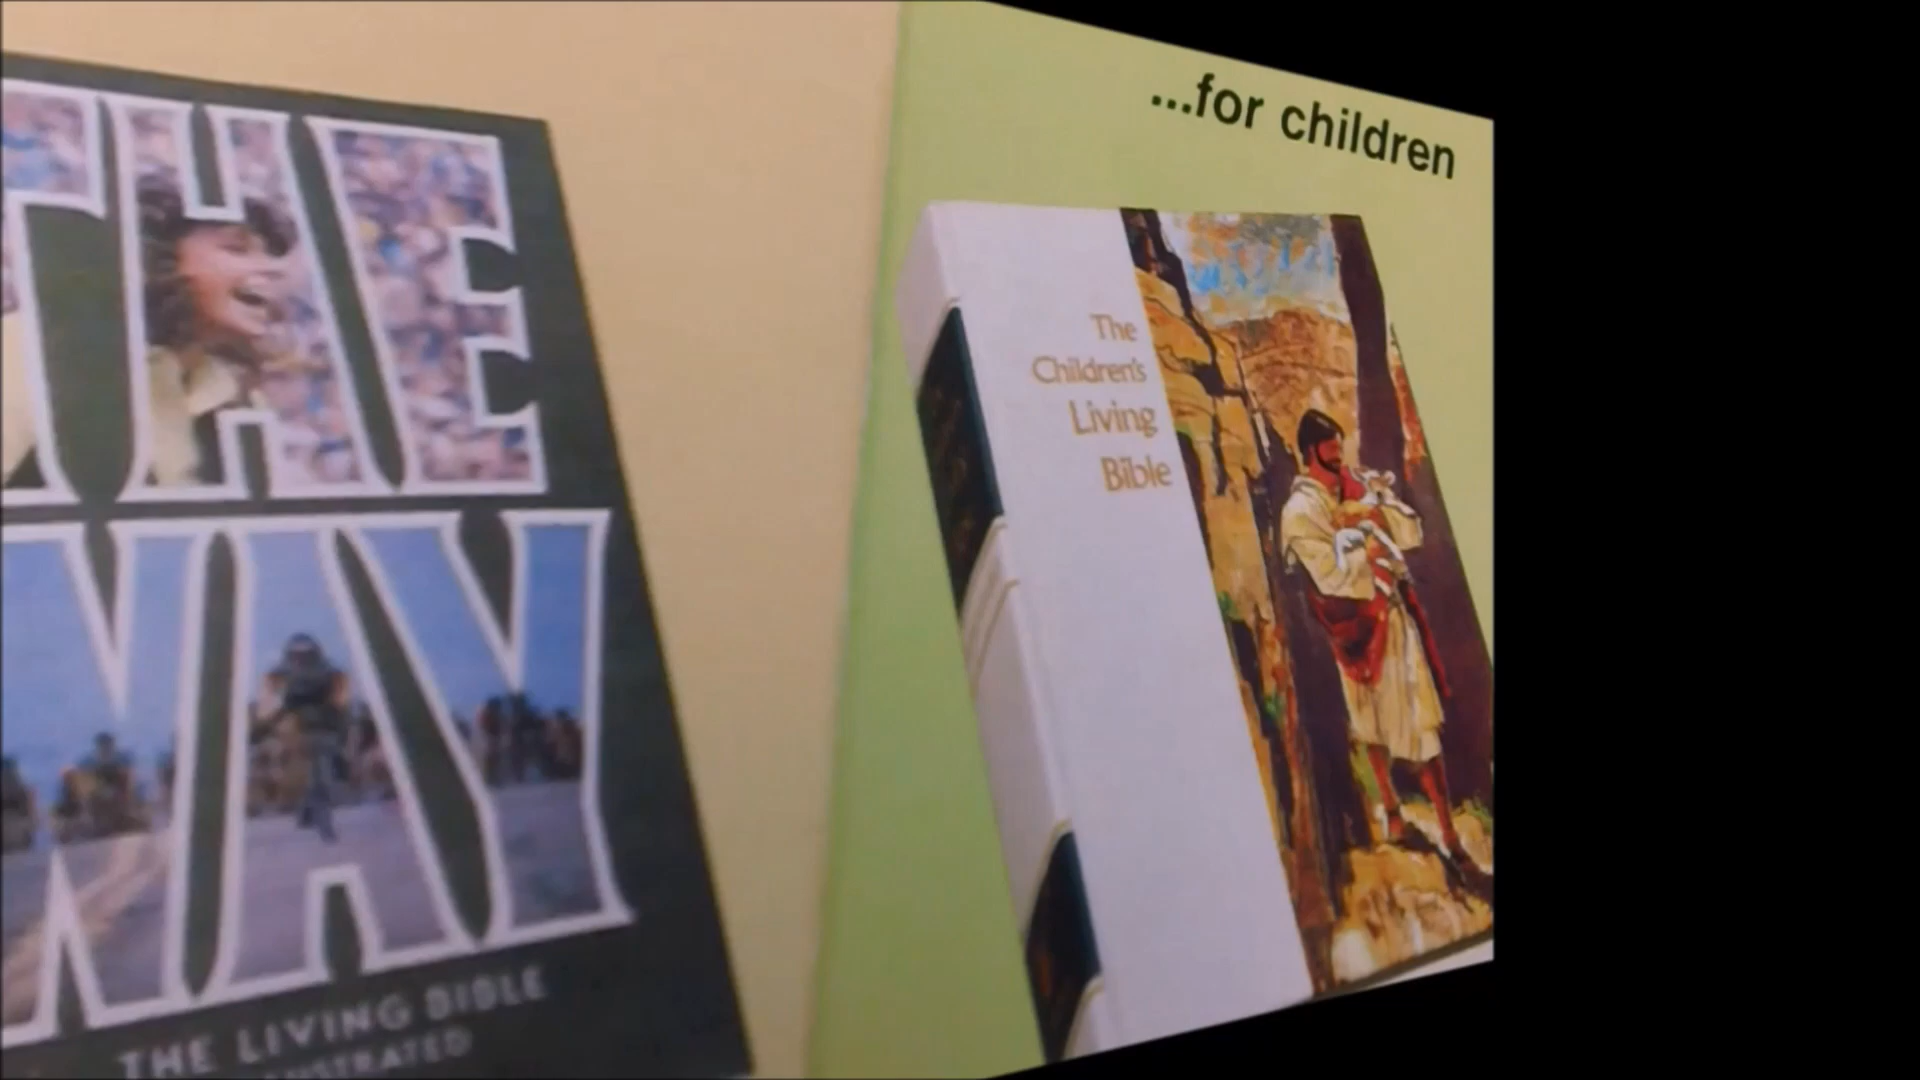 THE
WAY
THE LIVING BIBLE
...for children
The
Children's
Living
Bible